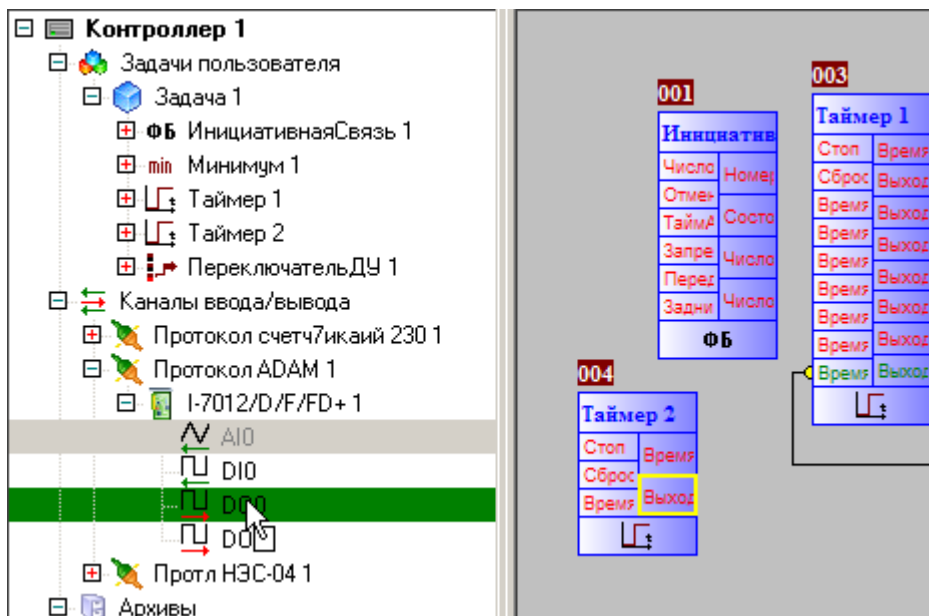 Контроллер 1
Задачи пользователя
Задача 1
ФБ ИнициативнаяСвязь 1
min Минимум 1
Таймер 1
Таймер 2
ПереключательДУ 1
Каналы ввода/вывода
Протокол счетч7икаий 230 1
Протокол ADAM 1
I-7012/D/F/FD+ 1
AI0
DI0
Протл НЭС-04 1
Архивы
001
Инициатив
Число Номер
Отмен
ТаймА Состо
Запре Число
Перед
Задни Число
ФБ
003
Таймер 1
Стоп Время
Сброс Выход
Время Выход
Время Выход
Время Выход
Время Выход
Время Выход
Время Выход
Время Выход
004
Таймер 2
Стоп Время
Сброс
Время Выход